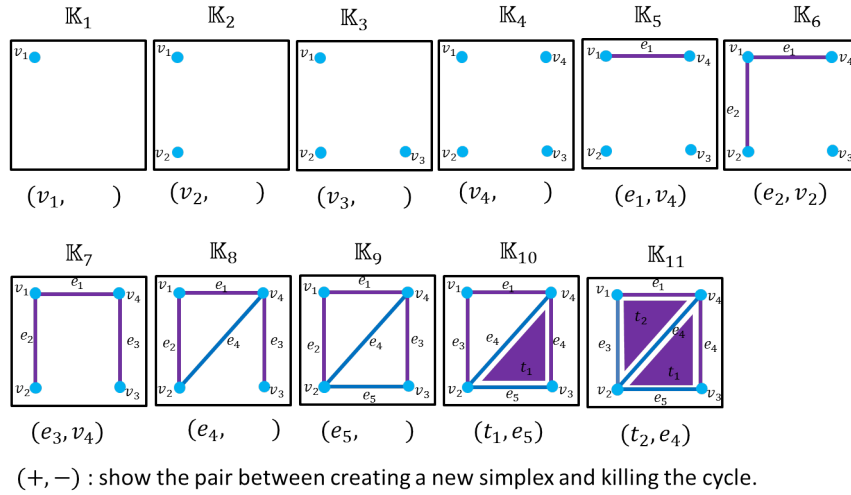 𝕂₁ 𝕂₂ 𝕂₃ 𝕂₄ 𝕂₅ 𝕂₆
v₁ v₁ v₁ v₁ v₄ v₁ e₁ v₄ v₁ e₁ v₄
e₂
v₂ v₂ v₃ v₂ v₃ v₂ v₃ v₂ v₃
(v₁, ) (v₂, ) (v₃, ) (v₄, ) (e₁, v₄) (e₂, v₂)
𝕂₇ 𝕂₈ 𝕂₉ 𝕂₁₀ 𝕂₁₁
v₁ e₁ v₄ v₁ e₁ v₄ v₁ e₁ v₄ v₁ e₁ v₄ v₁ e₁ v₄
e₂ e₃ e₂ e₄ e₃ e₂ e₄ e₃ e₃ e₄ e₄ t₁ e₃ t₂ e₄ e₄ t₁
v₂ v₃ v₂ v₃ v₂ e₅ v₃ v₂ e₅ v₃ v₂ e₅ v₃
(e₃, v₄) (e₄, ) (e₅, ) (t₁, e₅) (t₂, e₄)
(+, −) : show the pair between creating a new simplex and killing the cycle.